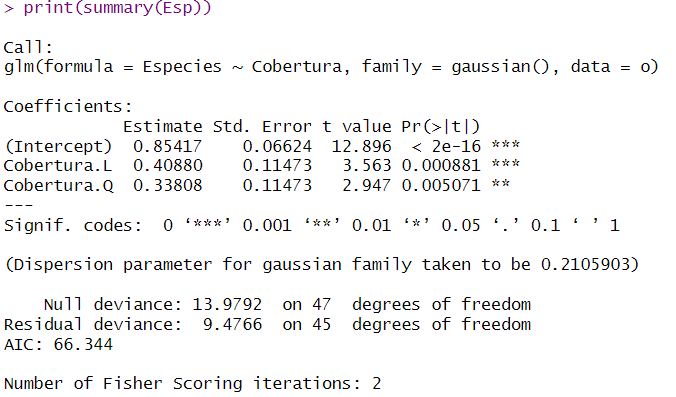 > print(summary(Esp))
Call:
glm(formula = Especies ~ Cobertura, family = gaussian(), data = o)
Coefficients:
            Estimate Std. Error t value Pr(>|t|)
(Intercept)  0.85417    0.06624  12.896  < 2e-16 ***
Cobertura.L  0.40880    0.11473   3.563 0.000881 ***
Cobertura.Q  0.33808    0.11473   2.947 0.005071 **
---
Signif. codes:  0 ‘***’ 0.001 ‘**’ 0.01 ‘*’ 0.05 ‘.’ 0.1 ‘ ’ 1
(Dispersion parameter for gaussian family taken to be 0.2105903)
    Null deviance: 13.9792  on 47  degrees of freedom
Residual deviance:  9.4766  on 45  degrees of freedom
AIC: 66.344
Number of Fisher Scoring iterations: 2